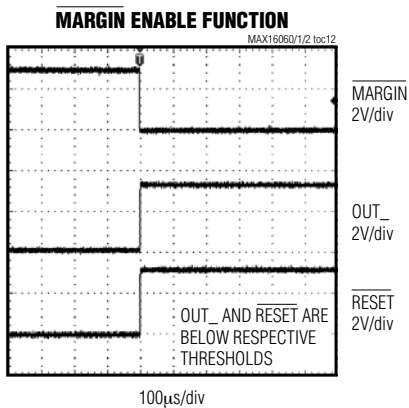 MARGIN ENABLE FUNCTION
MAX16060/1/2 toc12
T
MARGIN
2V/div
OUT_
2V/div
RESET
2V/div
OUT_ AND RESET ARE
BELOW RESPECTIVE
THRESHOLDS
100µs/div